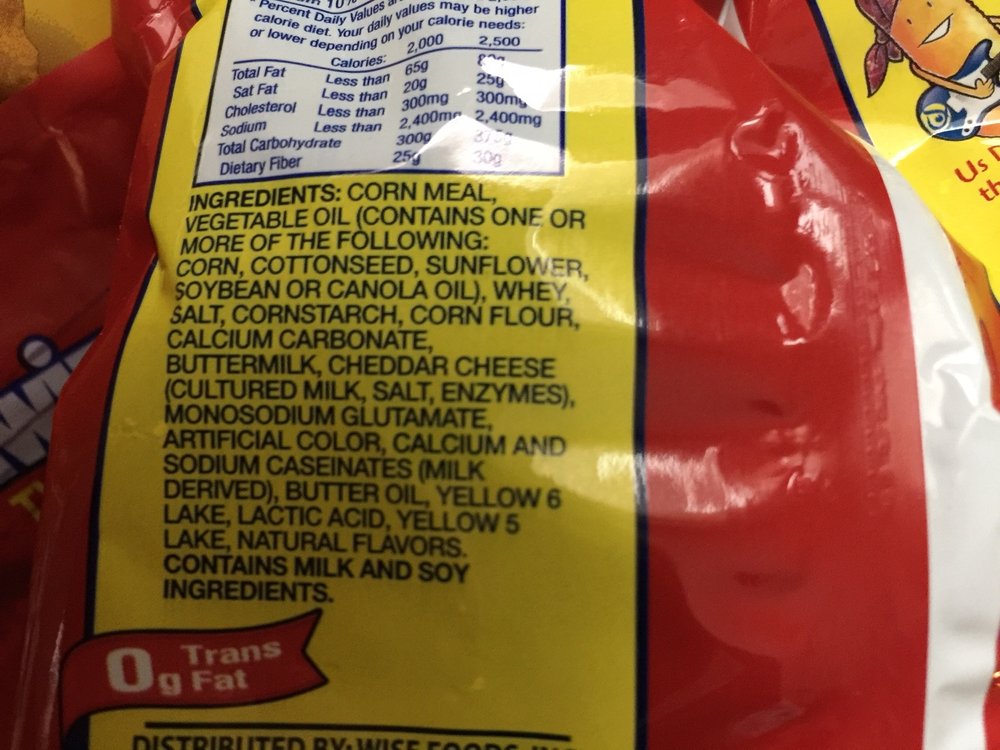 Percent Daily Values
calorie diet. Your daily values may be higher
or lower depending on your calorie needs:
Calories: 2,000 2,500
Total Fat Less than 65g
Sat Fat Less than 20g 25g
Cholesterol Less than 300mg 300mg
Sodium Less than 2,400mg 2,400mg
Total Carbohydrate 300g
Dietary Fiber 25g 30g
INGREDIENTS: CORN MEAL,
VEGETABLE OIL (CONTAINS ONE OR
MORE OF THE FOLLOWING:
CORN, COTTONSEED, SUNFLOWER,
SOYBEAN OR CANOLA OIL), WHEY,
SALT, CORNSTARCH, CORN FLOUR,
CALCIUM CARBONATE,
BUTTERMILK, CHEDDAR CHEESE
(CULTURED MILK, SALT, ENZYMES),
MONOSODIUM GLUTAMATE,
ARTIFICIAL COLOR, CALCIUM AND
SODIUM CASEINATES (MILK
DERIVED), BUTTER OIL, YELLOW 6
LAKE, LACTIC ACID, YELLOW 5
LAKE, NATURAL FLAVORS.
CONTAINS MILK AND SOY
INGREDIENTS.
0g Trans
Fat
DISTRIBUTED BY: WISE FOODS, INC
Us